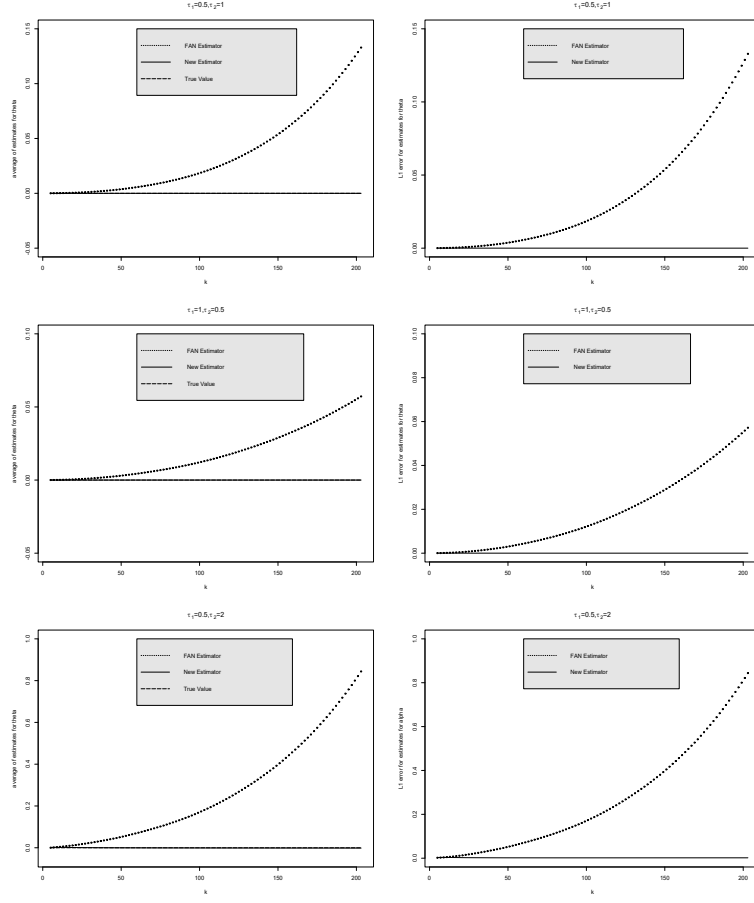 τ1=0.5,τ2=1
average of estimates for theta
0.15
0.10
0.05
0.00
-0.05
FAN Estimator
New Estimator
True Value
0 50 100 150 200
k
τ1=0.5,τ2=1
L1 error for estimates for theta
0.15
0.10
0.05
0.00
FAN Estimator
New Estimator
0 50 100 150 200
k
τ1=1,τ2=0.5
average of estimates for theta
0.10
0.05
0.00
-0.05
FAN Estimator
New Estimator
True Value
0 50 100 150 200
k
τ1=1,τ2=0.5
L1 error for estimates for theta
0.10
0.08
0.06
0.04
0.02
0.00
FAN Estimator
New Estimator
0 50 100 150 200
k
τ1=0.5,τ2=2
average of estimates for theta
1.0
0.8
0.6
0.4
0.2
0.0
FAN Estimator
New Estimator
True Value
0 50 100 150 200
k
τ1=0.5,τ2=2
L1 error for estimates for alpha
1.0
0.8
0.6
0.4
0.2
0.0
FAN Estimator
New Estimator
0 50 100 150 200
k